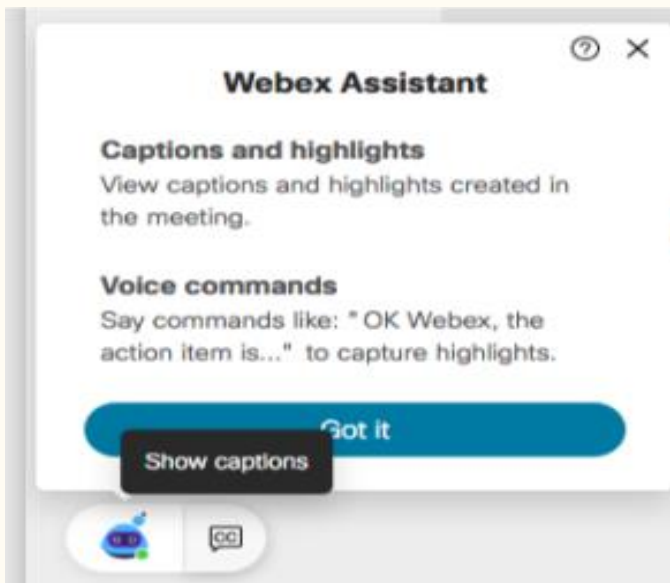 Webex Assistant
Captions and highlights
View captions and highlights created in
the meeting.
Voice commands
Say commands like: "OK Webex, the
action item is..." to capture highlights.
Got it
Show captions
CC